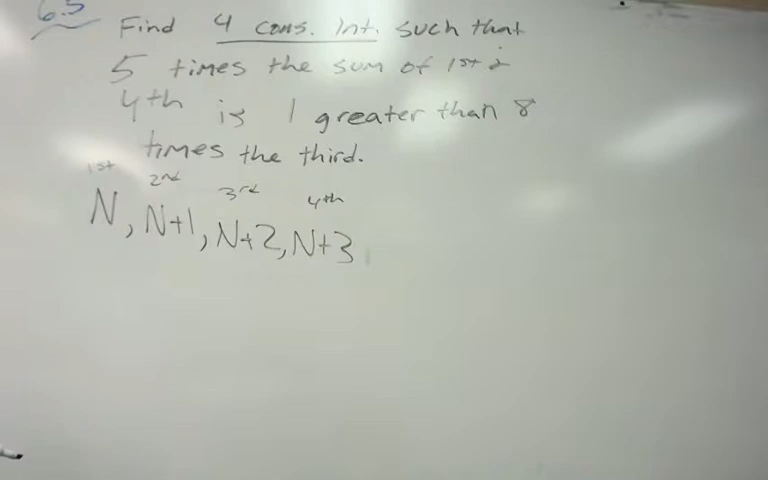 6.5
Find 4 cons. Int. such that
5 times the sum of 1st &
4th is 1 greater than 8
times the third.
1st 2nd 3rd 4th
N, N+1, N+2, N+3